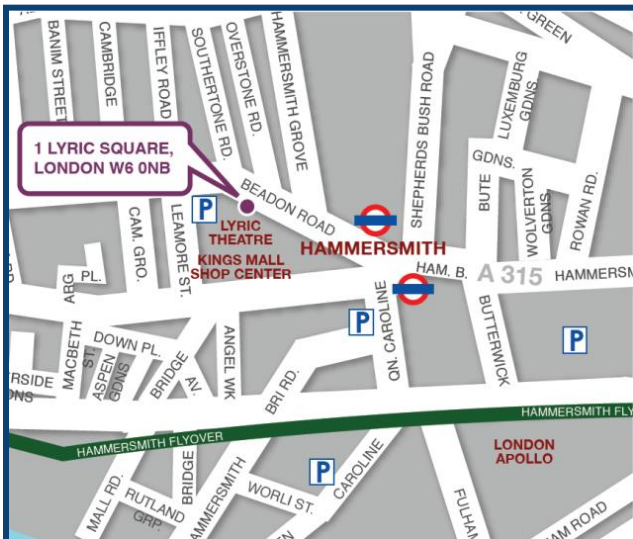 GREEN
BANIM STREET
CAMBRIDGE
IFFLEY ROAD
SOUTHERTONE RD.
OVERSTONE RD.
HAMMERSMITH GROVE
SHEPHERDS BUSH ROAD
LUXEMBURG
GDNS.
GDNS.
BUTE
WOLVERTON
GDNS.
ROWAN RD.
1 LYRIC SQUARE,
LONDON W6 0NB
P
BEADON ROAD
LYRIC
THEATRE
KINGS MALL
SHOP CENTER
HAMMERSMITH
CAM. GRO.
LEAMORE ST.
HAM. B.
A 315
HAMMERSM
ARG
PL.
MACBETH
ST.
DOWN PL.
ASPEN
GDNS
BRIDGE
AV.
ANGEL WK
BRI RD.
P
QN. CAROLINE
BUTTERWICK
P
ERSIDE
ONS
HAMMERSMITH FLYOVER
HAMMERSMITH FLY
LONDON
APOLLO
MALL RD.
RUTLAND
GRP.
BRIDGE
AMMERSMITH
WORLI ST.
P
CAROLINE
EN
FULHAM
AM ROAD